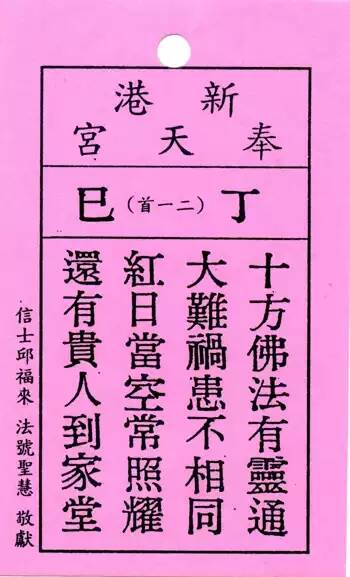 新港
奉天宮
丁（二一首）巳
十方佛法有靈通
大難禍患不相同
紅日當空常照耀
還有貴人到家堂
信士邱福來 法號聖慧 敬獻